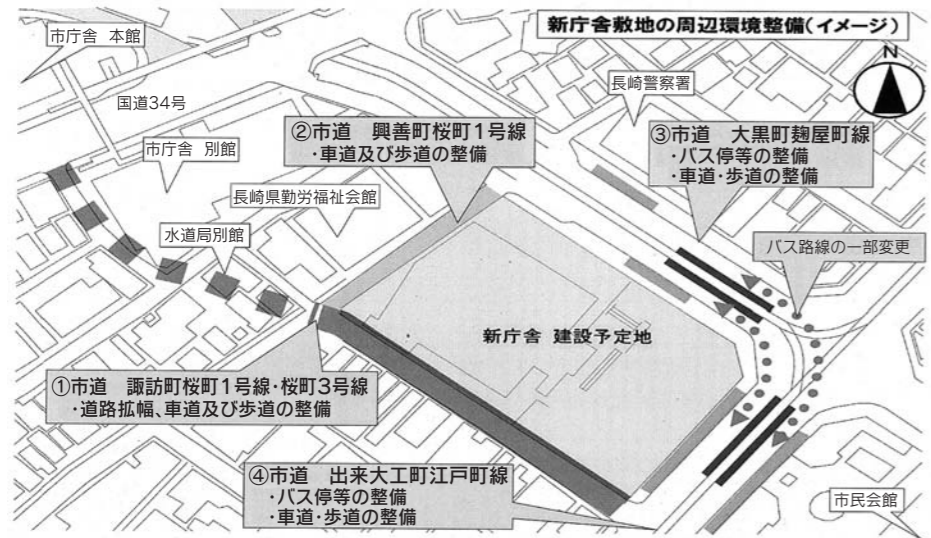 新庁舎敷地の周辺環境整備(イメージ)
N
市庁舎 本館
国道34号
市庁舎 別館
長崎県勤労福祉会館
水道局別館
長崎警察署
②市道 興善町桜町1号線
・車道及び歩道の整備
③市道 大黒町麹屋町線
・バス停等の整備
・車道・歩道の整備
バス路線の一部変更
新庁舎 建設予定地
①市道 諏訪町桜町1号線・桜町3号線
・道路拡幅、車道及び歩道の整備
④市道 出来大工町江戸町線
・バス停等の整備
・車道・歩道の整備
市民会館